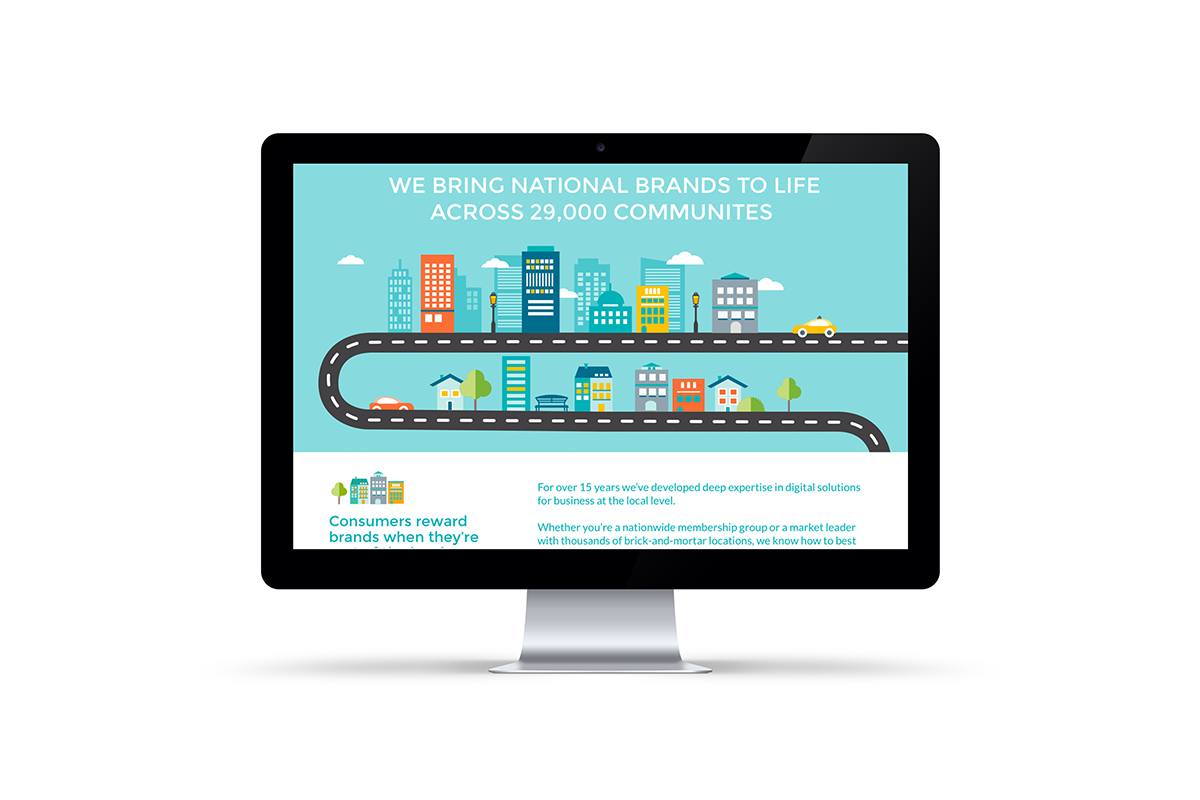 WE BRING NATIONAL BRANDS TO LIFE
ACROSS 29,000 COMMUNITES
Consumers reward
brands when they're
For over 15 years we've developed deep expertise in digital solutions
for business at the local level.
Whether you're a nationwide membership group or a market leader
with thousands of brick-and-mortar locations, we know how to best